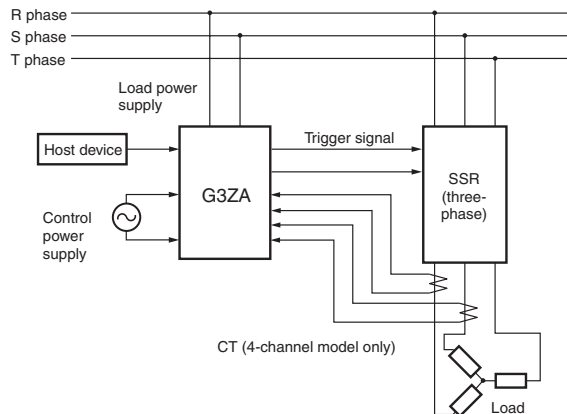 R phase
S phase
T phase
Load power
supply
Trigger signal
Host device
G3ZA
SSR
(three-
phase)
Control
power
supply
CT (4-channel model only)
Load